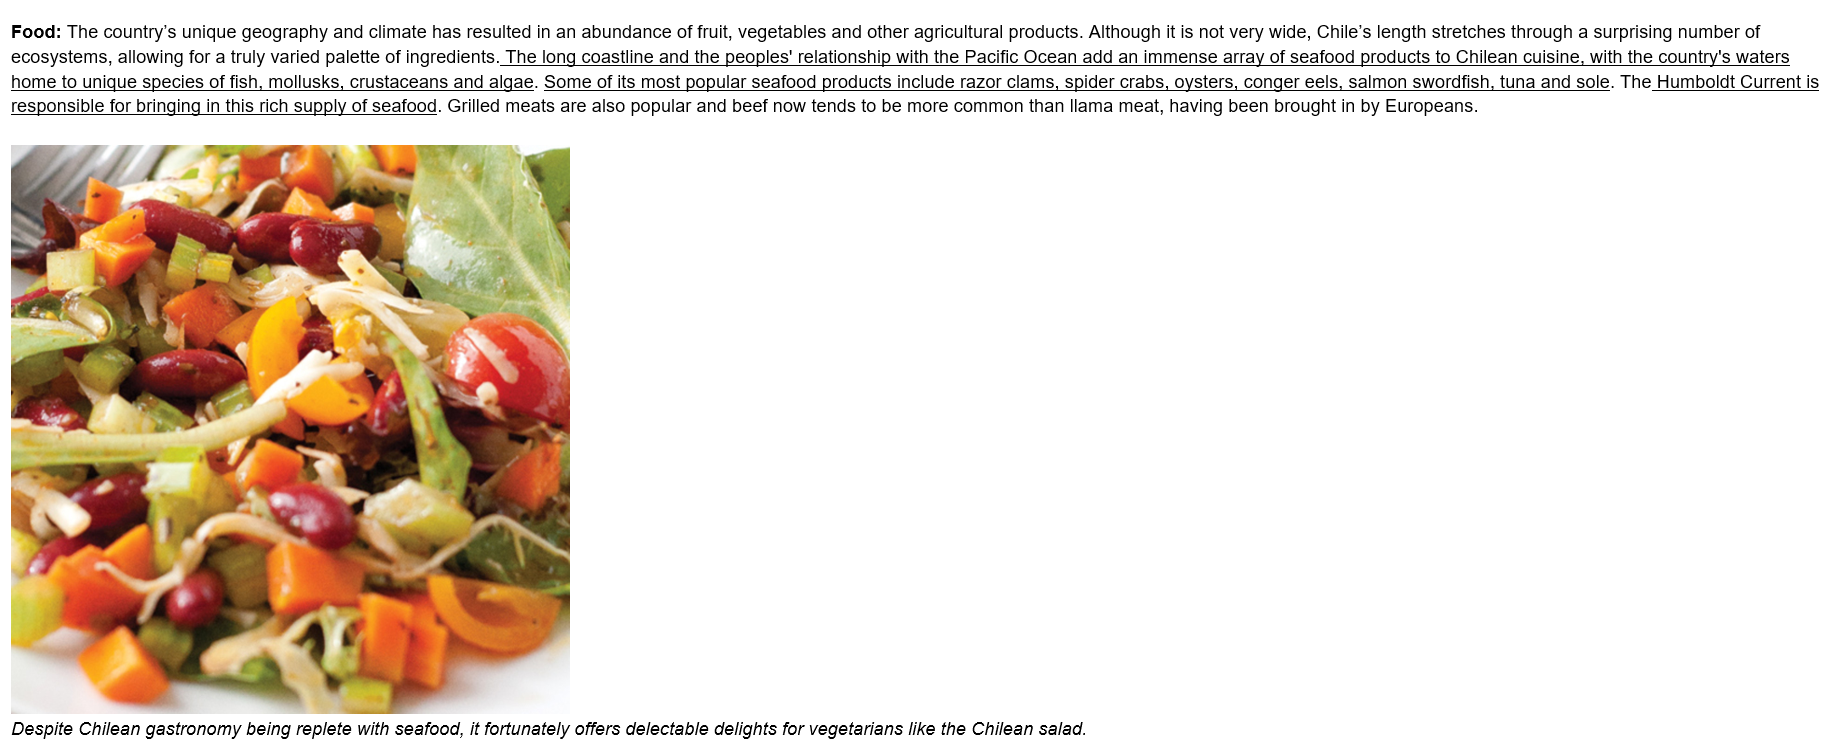 Food: The country’s unique geography and climate has resulted in an abundance of fruit, vegetables and other agricultural products. Although it is not very wide, Chile’s length stretches through a surprising number of
ecosystems, allowing for a truly varied palette of ingredients. The long coastline and the peoples' relationship with the Pacific Ocean add an immense array of seafood products to Chilean cuisine, with the country's waters
home to unique species of fish, mollusks, crustaceans and algae. Some of its most popular seafood products include razor clams, spider crabs, oysters, conger eels, salmon swordfish, tuna and sole. The Humboldt Current is
responsible for bringing in this rich supply of seafood. Grilled meats are also popular and beef now tends to be more common than llama meat, having been brought in by Europeans.
Despite Chilean gastronomy being replete with seafood, it fortunately offers delectable delights for vegetarians like the Chilean salad.